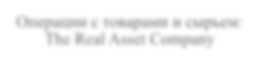 Операции с товарами и сырьем:
The Real Asset Company